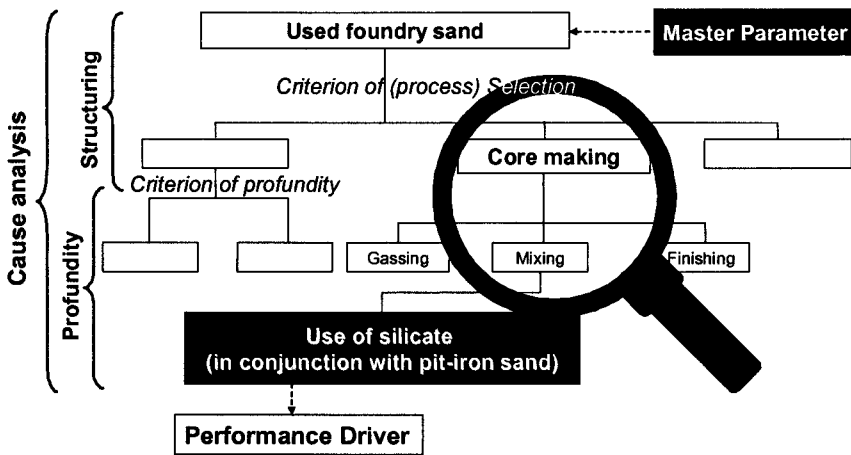 Used foundry sand
Master Parameter
Criterion of (process) Selection
Core making
Criterion of profundity
Gassing
Mixing
Finishing
Use of silicate
(in conjunction with pit-iron sand)
Performance Driver
Cause analysis
Structuring
Profundity